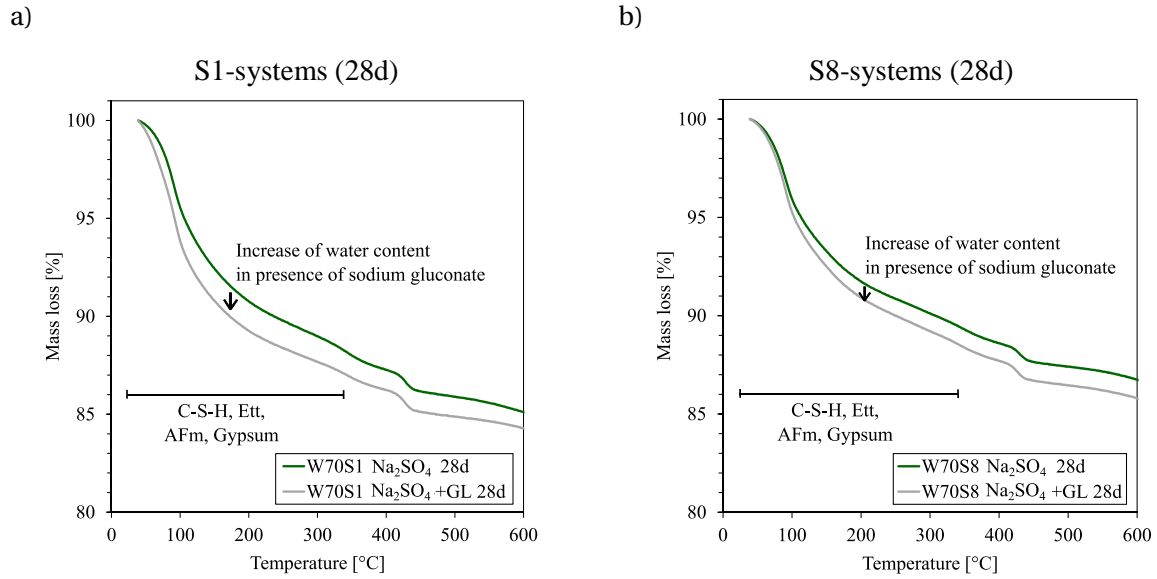 a)
S1-systems (28d)
100
95
90
85
80
Mass loss [%]
Increase of water content
in presence of sodium gluconate
C-S-H, Ett,
AFm, Gypsum
W70S1 Na₂SO₄ 28d
W70S1 Na₂SO₄ +GL 28d
0 100 200 300 400 500 600
Temperature [°C]
b)
S8-systems (28d)
100
95
90
85
80
Mass loss [%]
Increase of water content
in presence of sodium gluconate
C-S-H, Ett,
AFm, Gypsum
W70S8 Na₂SO₄ 28d
W70S8 Na₂SO₄ +GL 28d
0 100 200 300 400 500 600
Temperature [°C]